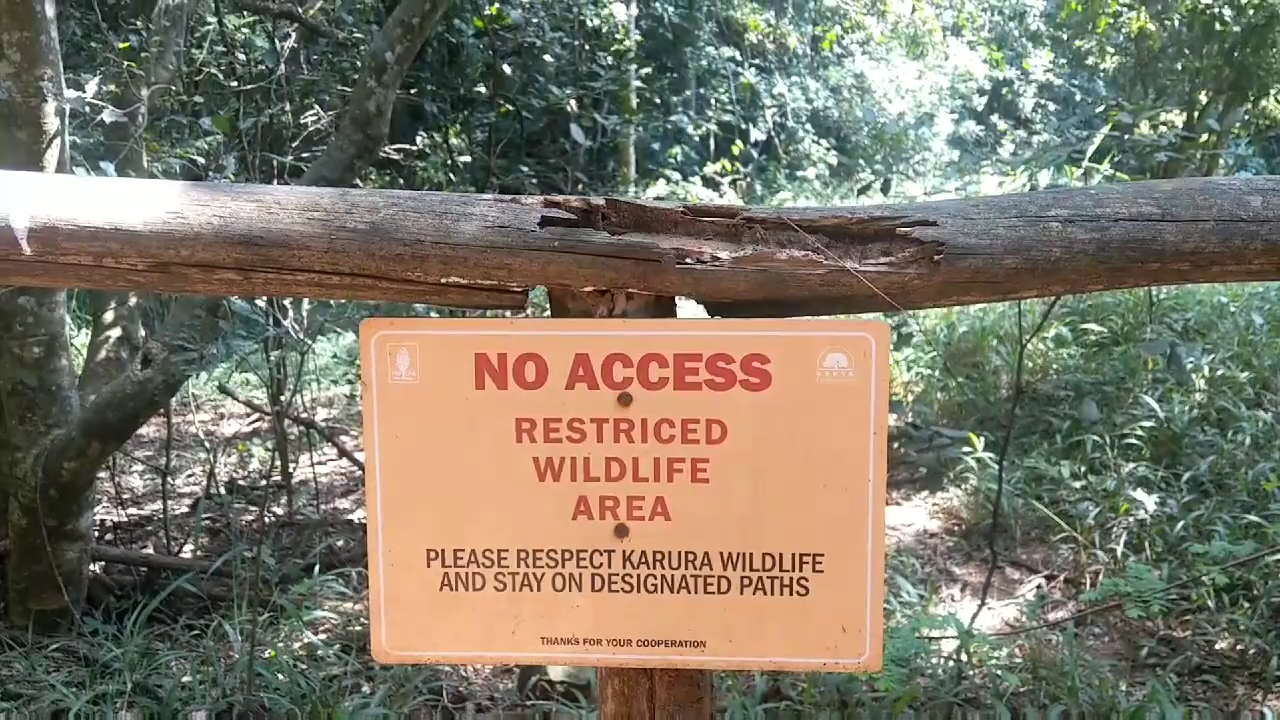 NO ACCESS
RESTRICED
WILDLIFE
AREA
PLEASE RESPECT KARURA WILDLIFE
AND STAY ON DESIGNATED PATHS
THANKS FOR YOUR COOPERATION